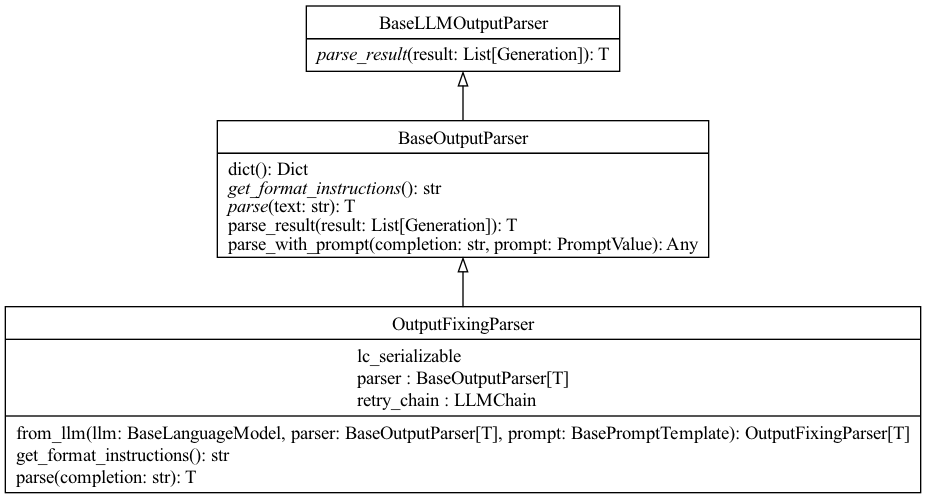 BaseLLMOutputParser
parse_result(result: List[Generation]): T
BaseOutputParser
dict(): Dict
get_format_instructions(): str
parse(text: str): T
parse_result(result: List[Generation]): T
parse_with_prompt(completion: str, prompt: PromptValue): Any
OutputFixingParser
lc_serializable
parser : BaseOutputParser[T]
retry_chain : LLMChain
from_llm(llm: BaseLanguageModel, parser: BaseOutputParser[T], prompt: BasePromptTemplate): OutputFixingParser[T]
get_format_instructions(): str
parse(completion: str): T